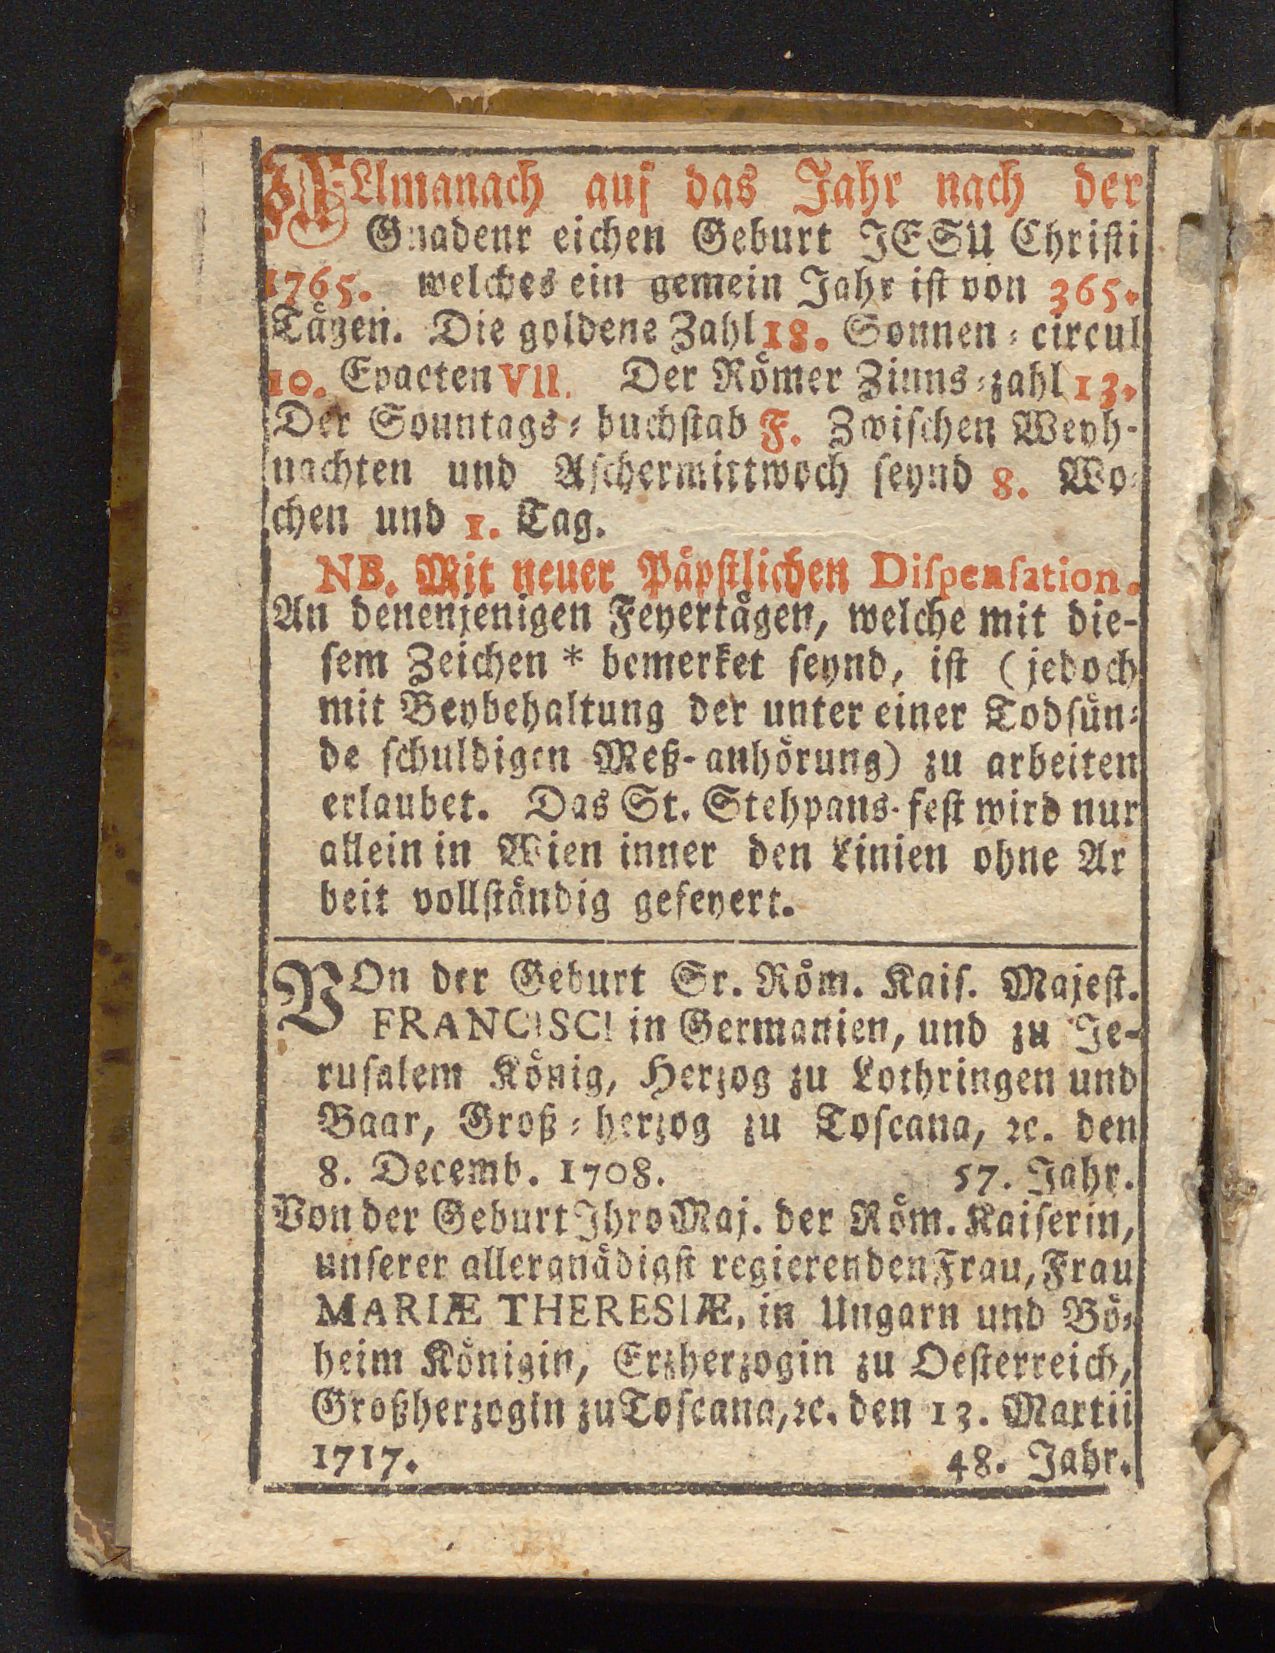 ALlmanach auf das Jahr nach der
Gnadenr eichen Geburt JESU Christi
1765. welches ein gemein Jahr ist von 365.
Tägen. Die goldene Zahl 18. Sonnen-circul
10. Epacten VII. Der Römer Zinns-zahl 13.
Der Sonntags-buchstab F. Zwischen Weyh-
nachten und Aschermittwoch seynd 8. Wo-
chen und 1. Tag.
NB. Mit neuer Päpstlichen Dispensation.
An denenjenigen Feyertägen, welche mit die-
sem Zeichen * bemerket seynd, ist (jedoch
mit Beybehaltung der unter einer Todsün-
de schuldigen Meß-anhörung) zu arbeiten
erlaubet. Das St. Stehpans-fest wird nur
allein in Wien inner den Linien ohne Ar
beit vollständig gefeyert.
VOn der Geburt Sr. Röm. Kais. Majest.
FRANCISCI in Germanien, und zu Je-
rusalem König, Herzog zu Lothringen und
Baar, Groß-herzog zu Toscana, ꝛc. den
8. Decemb. 1708. 57. Jahr.
Von der Geburt Ihro Maj. der Röm. Kaiserin,
unserer allergnädigst regierenden Frau, Frau
MARIÆ THERESIÆ, in Ungarn und Bö-
heim Königin, Erzherzogin zu Oesterreich,
Großherzogin zu Toscana, ꝛc. den 13. Martii
1717. 48. Jahr.